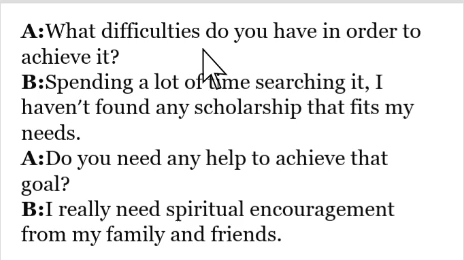 A:What difficulties do you have in order to
achieve it?
B:Spending a lot of time searching it, I
haven't found any scholarship that fits my
needs.
A:Do you need any help to achieve that
goal?
B:I really need spiritual encouragement
from my family and friends.